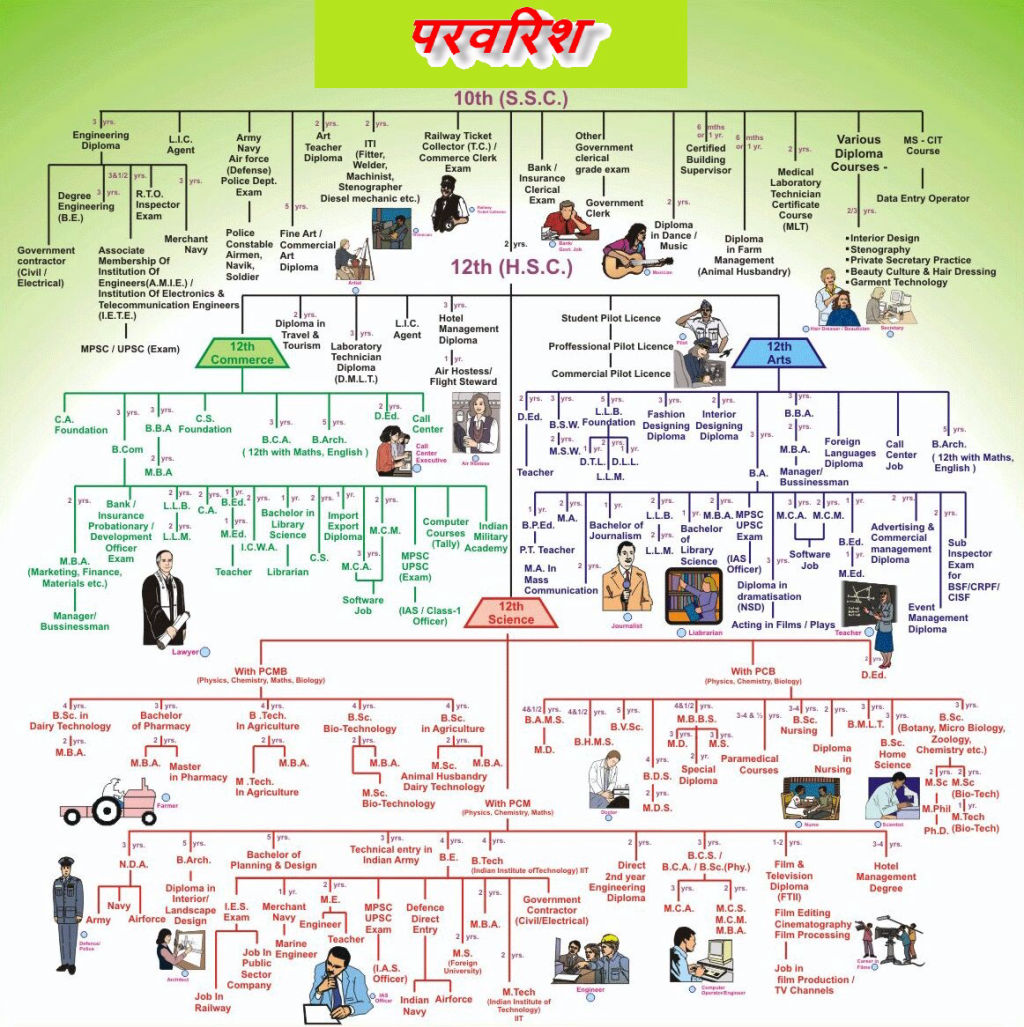 परवरिश
10th (S.S.C.)
3 yrs.
Engineering
Diploma
L.I.C.
Agent
Army
Navy
Air force
(Defense)
Police Dept.
Exam
2 yrs.
Art
Teacher
Diploma
2 yrs.
ITI
(Fitter,
Welder,
Machinist,
Stenographer
Diesel mechanic etc.)
Railway Ticket
Collector (T.C.) /
Commerce Clerk
Exam
Bank /
Insurance
Clerical
Exam
Other
Government
clerical
grade exam
Government
Clerk
6 mths
or 1 yr.
Certified
Building
Supervisor
6 mths
or 1 yr.
2 yrs.
Medical
Laboratory
Technician
Certificate
Course
(MLT)
Various
Diploma
Courses -
MS - CIT
Course
Data Entry Operator
3&1/2 yrs.
Degree 3 yrs.
Engineering
(B.E.)
R.T.O.
Inspector
Exam
3 yrs.
Government
contractor
(Civil /
Electrical)
Associate
Membership Of
Institution Of
Engineers(A.M.I.E.) /
Institution Of Electronics &
Telecommunication Engineers
(I.E.T.E.)
Merchant
Navy
MPSC / UPSC (Exam)
Police
Constable
Airmen,
Navik,
Soldier
5 yrs.
Fine Art /
Commercial
Art
Diploma
Artist
Railway
Ticket Collector
Bank/
Govt. Job
2 yrs.
Diploma
in Dance /
Music
Musician
Diploma
in Farm
Management
(Animal Husbandry)
2/3 yrs.
▪Interior Design
▪Stenography
▪Private Secretary Practice
▪Beauty Culture & Hair Dressing
▪Garment Technology
Hair Dresser / Beautician
Secretary
2 yrs.
12th (H.S.C.)
12th
Commerce
2 yrs.
Diploma in
Travel &
Tourism
3 yrs.
Laboratory
Technician
Diploma
(D.M.L.T.)
L.I.C.
Agent
3 yrs.
Hotel
Management
Diploma
1 yr.
Air Hostess/
Flight Steward
Air Hostess
Student Pilot Licence
Proffessional Pilot Licence
Commercial Pilot Licence
Pilot
12th
Arts
C.A.
Foundation
3 yrs.
B.Com
3 yrs.
B.B.A
2 yrs.
M.B.A
C.S.
Foundation
3 yrs.
B.C.A.
5 yrs.
B.Arch.
( 12th with Maths, English )
2 yrs.
D.Ed.
Call
Center
Call
Center
Executive
2 yrs.
M.B.A.
(Marketing, Finance,
Materials etc.)
Manager/
Bussinessman
Bank /
Insurance
Probationary /
Development
Officer
Exam
2 yrs.
L.L.B.
2 yrs.
L.L.M.
2 yrs.
C.A.
1 yr.
B.Ed.
1 yr.
M.Ed.
Teacher
2 yrs.
I.C.W.A.
1 yr.
Bachelor in
Library
Science
Librarian
2 yrs.
C.S.
1 yr.
Import
Export
Diploma
2 yrs.
M.C.M.
3 yrs.
M.C.A.
Software
Job
MPSC
UPSC
(Exam)
(IAS / Class-1
Officer)
Computer
Courses
(Tally)
Indian
Military
Academy
Lawyer
2 yrs.
D.Ed.
Teacher
3 yrs.
B.S.W.
2 yrs.
M.S.W.
5 yrs.
L.L.B.
Foundation
1 yr.
D.T.L.
1 yr.
D.L.L.
2 yrs.
L.L.M.
3 yrs.
Fashion
Designing
Diploma
2 yrs.
Interior
Designing
Diploma
3 yrs.
B.A.
3 yrs.
B.B.A.
2 yrs.
M.B.A.
Manager/
Bussinessman
Foreign
Languages
Diploma
Call
Center
Job
5 yrs.
B.Arch.
( 12th with Maths,
English )
1 yr.
B.P.Ed.
P.T. Teacher
2 yrs.
M.A.
M.A. In
Mass
Communication
2 yrs.
1 yr.
Bachelor of
Journalism
Journalist
2 yrs.
L.L.B.
2 yrs.
L.L.M.
1yr.
Bachelor
of
Library
Science
Liabrarian
2yrs.
M.B.A.
MPSC
UPSC
Exam
(IAS
Officer)
3 yrs.
Diploma in
dramatisation
(NSD)
Acting in Films / Plays
3yrs.
M.C.A.
2 yrs.
M.C.M.
Software
Job
1 yr.
B.Ed.
1 yr.
M.Ed.
Teacher
2 yrs.
Advertising &
Commercial
management
Diploma
1 yr.
Event
Management
Diploma
Sub
Inspector
Exam
for
BSF/CRPF/
CISF
12th
Science
With PCMB
(Physics, Chemistry, Maths, Biology)
With PCB
(Physics, Chemistry, Biology)
2 yrs
D.Ed.
4 yrs.
B.Sc. in
Dairy Technology
2 yrs.
M.B.A.
3 yrs.
Bachelor
of Pharmacy
2 yrs.
M.B.A.
Master
in Pharmacy
4 yrs.
B .Tech.
In Agriculture
2 yrs.
M .Tech.
In Agriculture
M.B.A.
4 yrs.
B.Sc.
Bio-Technology
2 yrs.
M.B.A.
M.Sc.
Bio-Technology
4 yrs.
B.Sc.
in Agriculture
2 yrs.
M.Sc.
Animal Husbandry
Dairy Technology
M.B.A.
Farmer
4&1/2 yrs.
B.A.M.S.
M.D.
4&1/2 yrs.
B.H.M.S.
5 yrs.
B.V.Sc.
4 yrs.
B.D.S.
2 yrs.
M.D.S.
4&1/2 yrs.
M.B.B.S.
3 yrs.
M.D.
3 yrs.
M.S.
2 yr.
Special
Diploma
3-4 & ½ yrs.
Paramedical
Courses
3-4 yrs.
B.Sc.
Nursing
2 yrs.
Diploma
in
Nursing
3 yrs.
B.M.L.T.
3 yrs.
B.Sc.
Home
Science
3 yrs.
B.Sc.
(Botany, Micro Biology,
Zoology,
Chemistry etc.)
2 yrs.
M.Sc
M.Phil
Ph.D.
2 yrs.
M.Sc
(Bio-Tech)
1 yr.
M.Tech
(Bio-Tech)
Doctor
Nurse
Scientist
With PCM
(Physics, Chemistry, Maths)
3 yrs.
N.D.A.
Army
Navy
Airforce
Defence/
Police
5 yrs.
B.Arch.
Diploma in
Interior/
Landscape
Design
Architect
5 yrs.
Bachelor of
Planning & Design
3 yrs.
Technical entry in
Indian Army
4 yrs.
B.E.
4 yrs.
B.Tech
(Indian Institute ofTechnology) IIT
I.E.S.
Exam
Job In
Railway
Job In
Public
Sector
Company
1 yr.
Merchant
Navy
Marine
Engineer
2 yrs.
M.E.
Engineer
Teacher
MPSC
UPSC
Exam
(I.A.S.
Officer)
IAS
Officer
Defence
Direct
Entry
Indian
Navy
Airforce
2 yrs.
M.S.
(Foreign
University)
2 yrs.
M.B.A.
2 yrs.
M.Tech
(Indian Institute of
Technology)
IIT
Government
Contractor
(Civil/Electrical)
Engineer
2 yrs.
Direct
2nd year
Engineering
Diploma
3 yrs.
B.C.S. /
B.C.A. / B.Sc.(Phy.)
3 yrs.
M.C.A.
2 yrs.
M.C.S.
M.C.M.
M.B.A.
Computer
Operator/Engineer
1-2 yrs.
Film &
Television
Diploma
(FTII)
Film Editing
Cinematography
Film Processing
Job in
film Production /
TV Channels
Career in
Films
3-4 yrs.
Hotel
Management
Degree